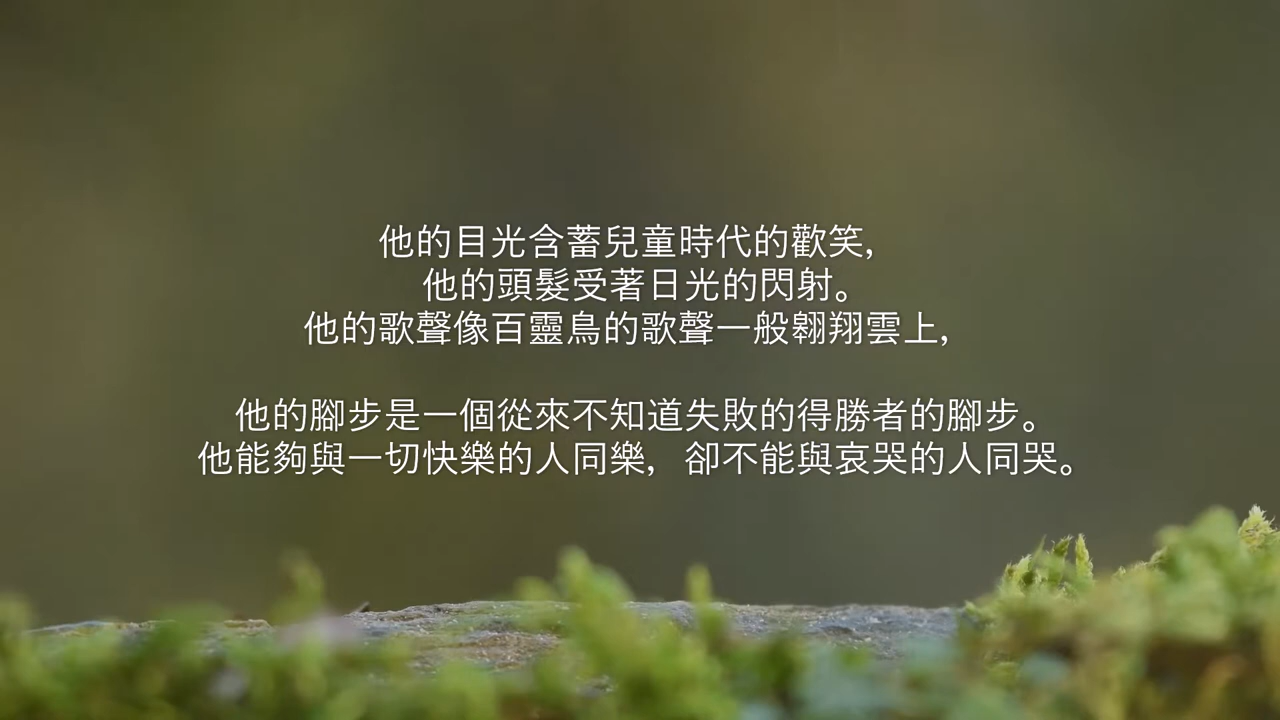 他的目光含蓄兒童時代的歡笑,
他的頭髮受著日光的閃射。
他的歌聲像百靈鳥的歌聲一般翱翔雲上,
他的腳步是一個從來不知道失敗的得勝者的腳步。
他能夠與一切快樂的人同樂，卻不能與哀哭的人同哭。